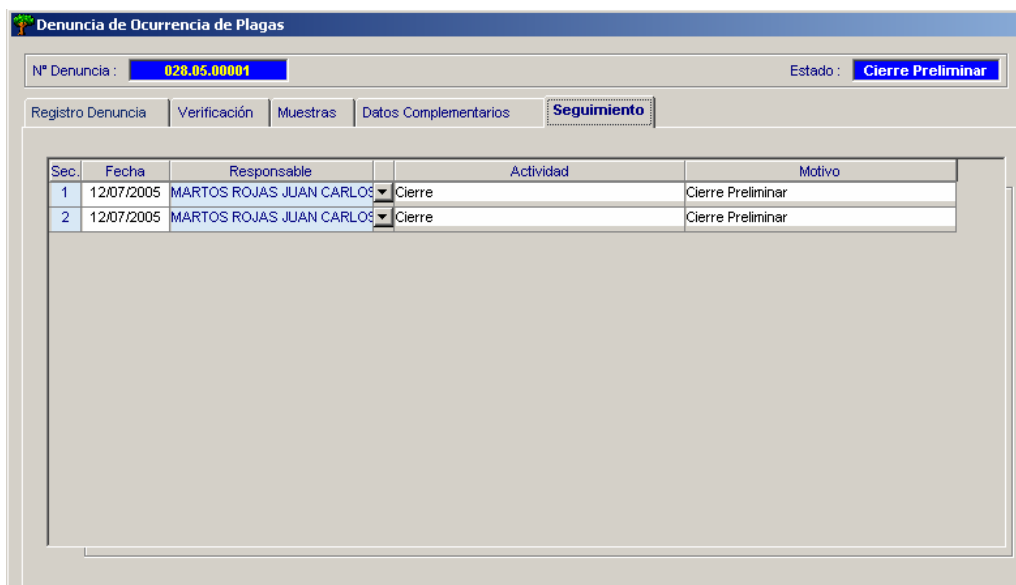 Denuncia de Ocurrencia de Plagas
Nª Denuncia : 028.05.00001 Estado : Cierre Preliminar
Registro Denuncia Verificación Muestras Datos Complementarios Seguimiento
Sec. Fecha Responsable Actividad Motivo
1 12/07/2005 MARTOS ROJAS JUAN CARLOS Cierre Cierre Preliminar
2 12/07/2005 MARTOS ROJAS JUAN CARLOS Cierre Cierre Preliminar